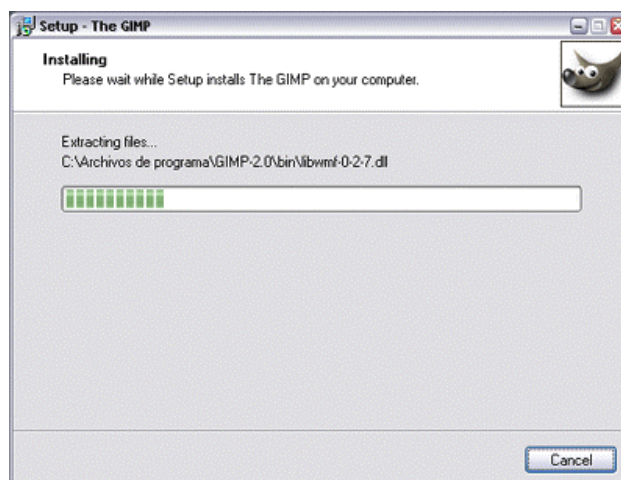 Setup - The GIMP
Installing
Please wait while Setup installs The GIMP on your computer.
Extracting files...
C:\Archivos de programa\GIMP-2.0\bin\libwmf-0-2-7.dll
Cancel